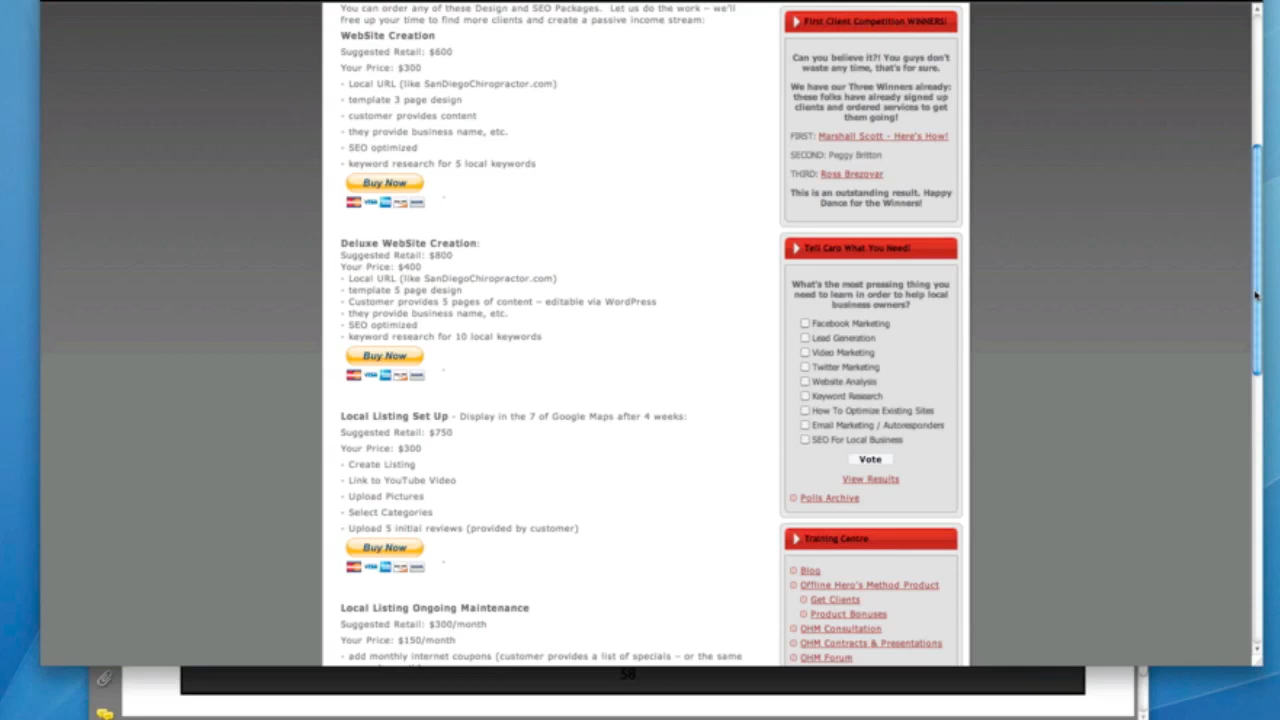 You can order any of these Design and SEO Packages. Let us do the work – we'll
free up your time to find more clients and create a passive income stream:
WebSite Creation
Suggested Retail: $600
Your Price: $300
- Local URL (like SanDiegoChiropractor.com)
- template 3 page design
- customer provides content
- they provide business name, etc.
- SEO optimized
- keyword research for 5 local keywords
Buy Now
Deluxe WebSite Creation:
Suggested Retail: $800
Your Price: $400
- Local URL (like SanDiegoChiropractor.com)
- template 5 page design
- Customer provides 5 pages of content – editable via WordPress
- they provide business name, etc.
- SEO optimized
- keyword research for 10 local keywords
Buy Now
Local Listing Set Up - Display in the 7 of Google Maps after 4 weeks:
Suggested Retail: $750
Your Price: $300
- Create Listing
- Link to YouTube Video
- Upload Pictures
- Select Categories
- Upload 5 initial reviews (provided by customer)
Buy Now
Local Listing Ongoing Maintenance
Suggested Retail: $300/month
Your Price: $150/month
- add monthly internet coupons (customer provides a list of specials – or the same
First Client Competition WINNERS!
Can you believe it?! You guys don't
waste any time, that's for sure.
We have our Three Winners already:
these folks have already signed up
clients and ordered services to get
them going!
FIRST: Marshall Scott - Here's How!
SECOND: Peggy Britton
THIRD: Ross Brezovar
This is an outstanding result. Happy
Dance for the Winners!
Tell Caro What You Need!
What's the most pressing thing you
need to learn in order to help local
business owners?
Facebook Marketing
Lead Generation
Video Marketing
Twitter Marketing
Website Analysis
Keyword Research
How To Optimize Existing Sites
Email Marketing / Autoresponders
SEO For Local Business
Vote
View Results
Polls Archive
Training Centre
Blog
Offline Hero's Method Product
Get Clients
Product Bonuses
OHM Consultation
OHM Contracts & Presentations
OHM Forum
58